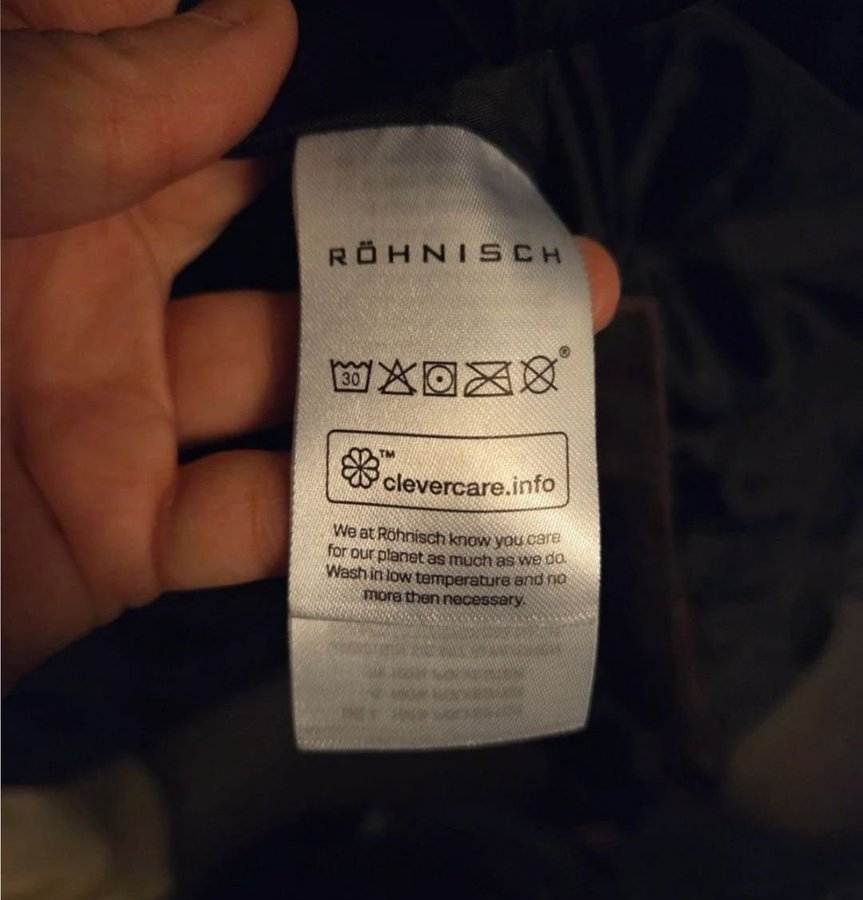 RÖHNISCH
30
®
™
clevercare.info
We at Röhnisch know you care
for our planet as much as we do.
Wash in low temperature and no
more then necessary.